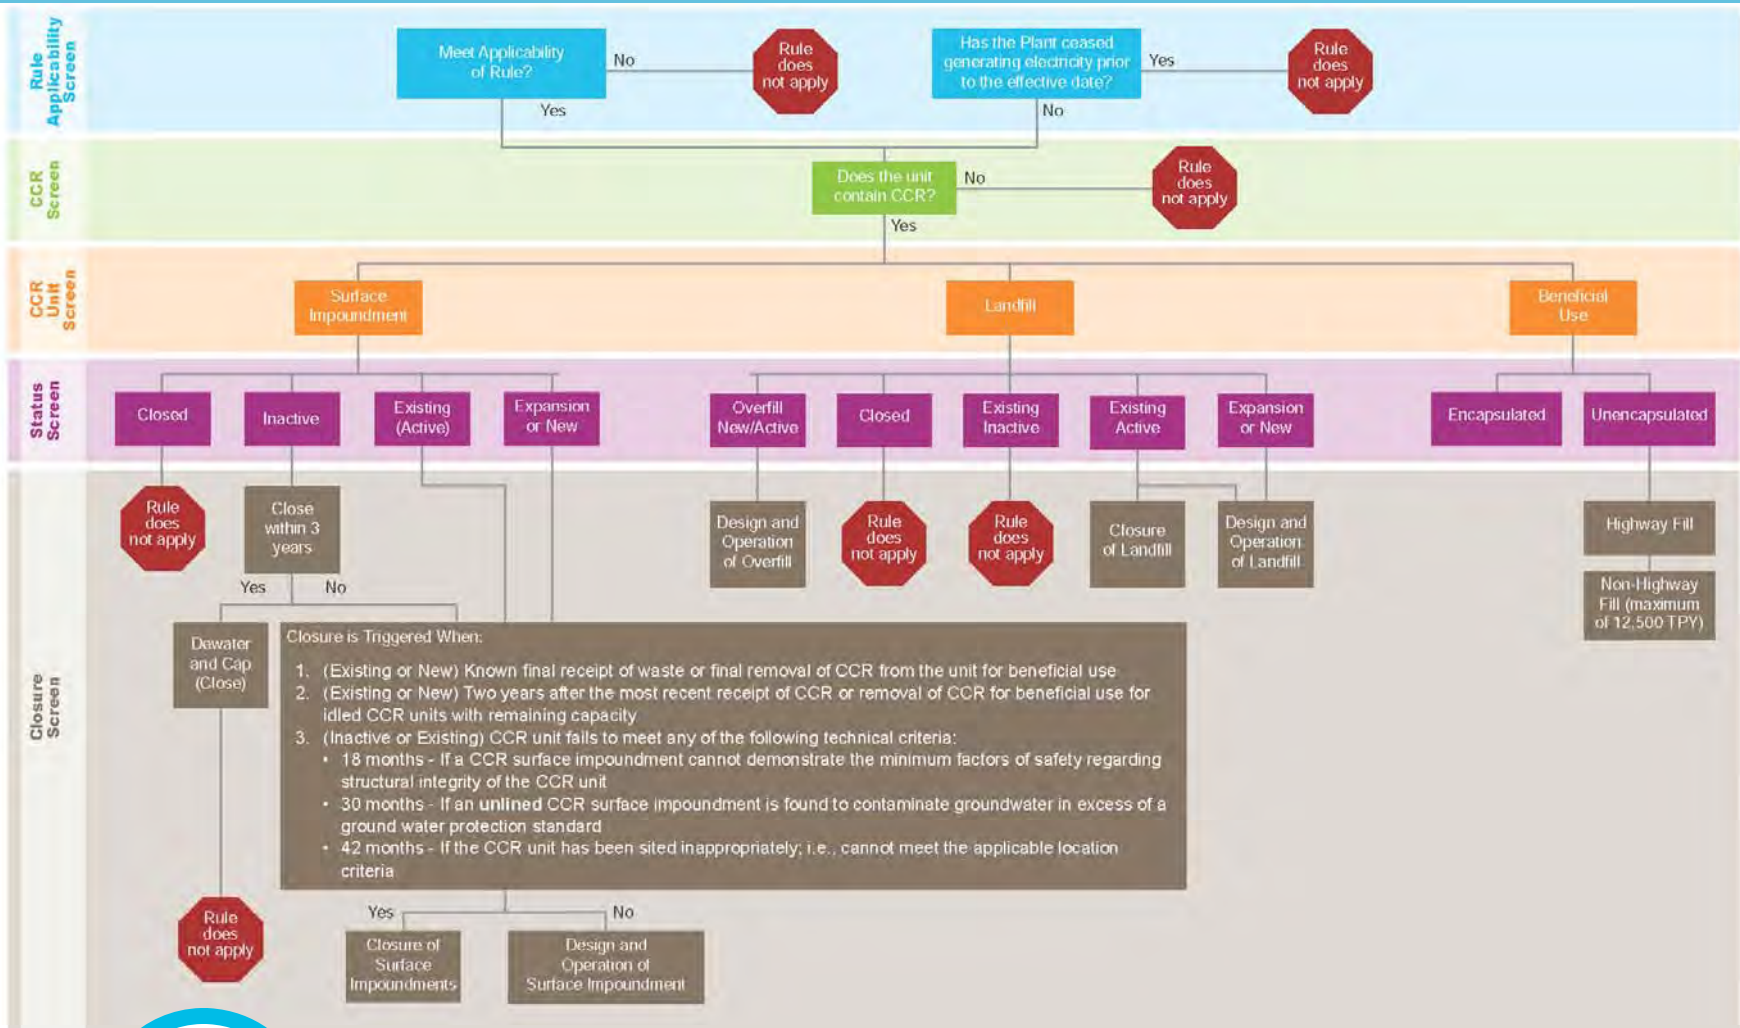 Rule
Applicability
Screen
Meet Applicability
of Rule?
No
Rule
does
not apply
Has the Plant ceased
generating electricity prior
to the effective date?
Yes
Rule
does
not apply
Yes
No
CCR
Screen
Does the unit
contain CCR?
No
Rule
does
not apply
Yes
CCR
Unit
Screen
Surface
Impoundment
Landfill
Beneficial
Use
Status
Screen
Closed
Inactive
Existing
(Active)
Expansion
or New
Overfill
New/Active
Closed
Existing
Inactive
Existing
Active
Expansion
or New
Encapsulated
Unencapsulated
Closure
Screen
Rule
does
not apply
Close
within 3
years
Design and
Operation
of Overfill
Rule
does
not apply
Rule
does
not apply
Closure
of Landfill
Design and
Operation
of Landfill
Highway Fill
Non-Highway
Fill (maximum
of 12,500 TPY)
Yes
No
Dewater
and Cap
(Close)
Closure is Triggered When:
1. (Existing or New) Known final receipt of waste or final removal of CCR from the unit for beneficial use
2. (Existing or New) Two years after the most recent receipt of CCR or removal of CCR for beneficial use for
idled CCR units with remaining capacity
3. (Inactive or Existing) CCR unit fails to meet any of the following technical criteria:
• 18 months - If a CCR surface impoundment cannot demonstrate the minimum factors of safety regarding
structural integrity of the CCR unit
• 30 months - If an unlined CCR surface impoundment is found to contaminate groundwater in excess of a
ground water protection standard
• 42 months - If the CCR unit has been sited inappropriately; i.e., cannot meet the applicable location
criteria
Rule
does
not apply
Yes
No
Closure of
Surface
Impoundments
Design and
Operation of
Surface Impoundment